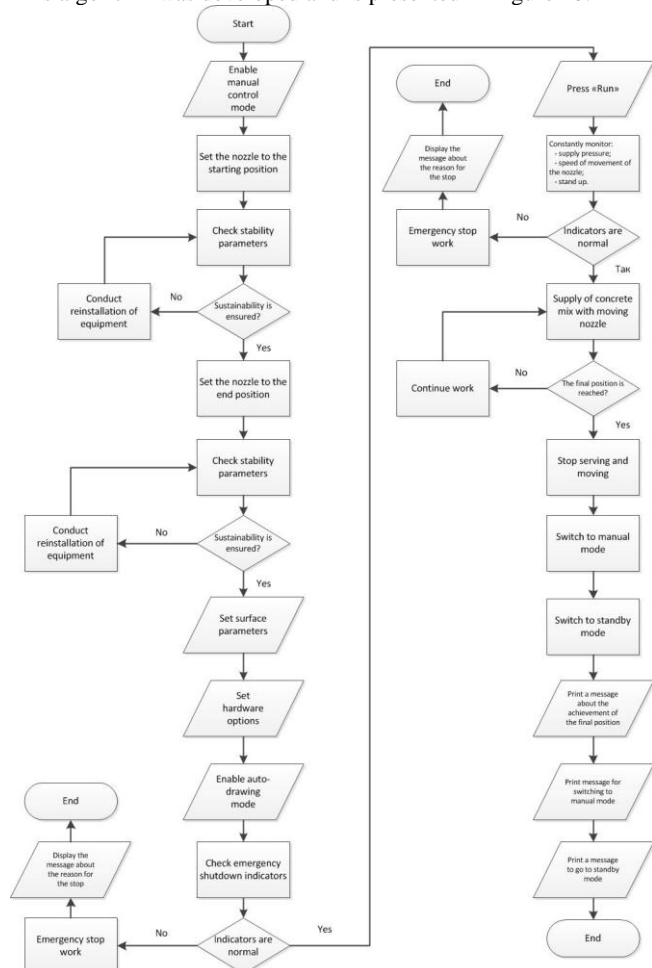 was developed and is presented
Start
Enable
manual
control
mode
Set the nozzle to the
starting position
Check stability
parameters
Conduct
reinstallation of
equipment
No
Sustainability is
ensured?
Yes
Set the nozzle to the
end position
Check stability
parameters
Conduct
reinstallation of
equipment
No
Sustainability is
ensured?
Yes
Set surface
parameters
Set
hardware
options
Enable auto-
drawing
mode
Check emergency
shutdown indicators
Indicators are
normal
No
Emergency stop
work
Display the
message about
the reason for
the stop
End
Yes
Press «Run»
Constantly monitor:
- supply pressure;
- speed of movement of
the nozzle;
- stand up.
Indicators are
normal
No
Emergency stop
work
Display the
message about
the reason for
the stop
End
Так
Supply of concrete
mix with moving
nozzle
The final position is
reached?
No
Continue work
Yes
Stop serving and
moving
Switch to manual
mode
Switch to standby
mode
Print a message
about the
achievement of
the final position
Print message for
switching to
manual mode
Print a message
to go to standby
mode
End